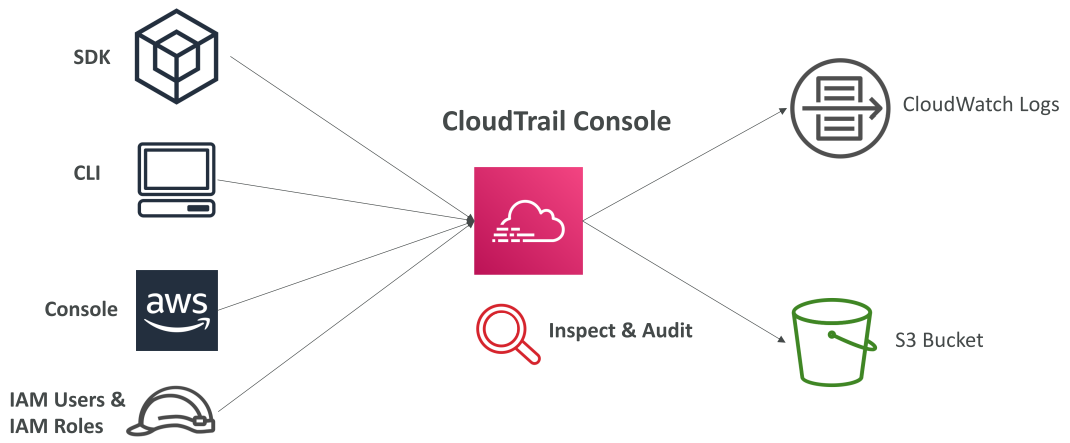 SDK
CloudTrail Console
CloudWatch Logs
CLI
Console
aws
Inspect & Audit
S3 Bucket
IAM Users &
IAM Roles